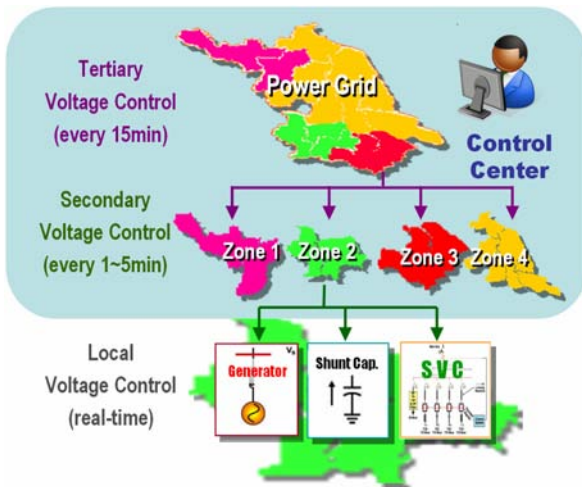 Tertiary
Voltage Control
(every 15min)
Power Grid
Control
Center
Secondary
Voltage Control
(every 1~5min)
Zone 1
Zone 2
Zone 3
Zone 4
Local
Voltage Control
(real-time)
Generator
Shunt Cap.
SVC